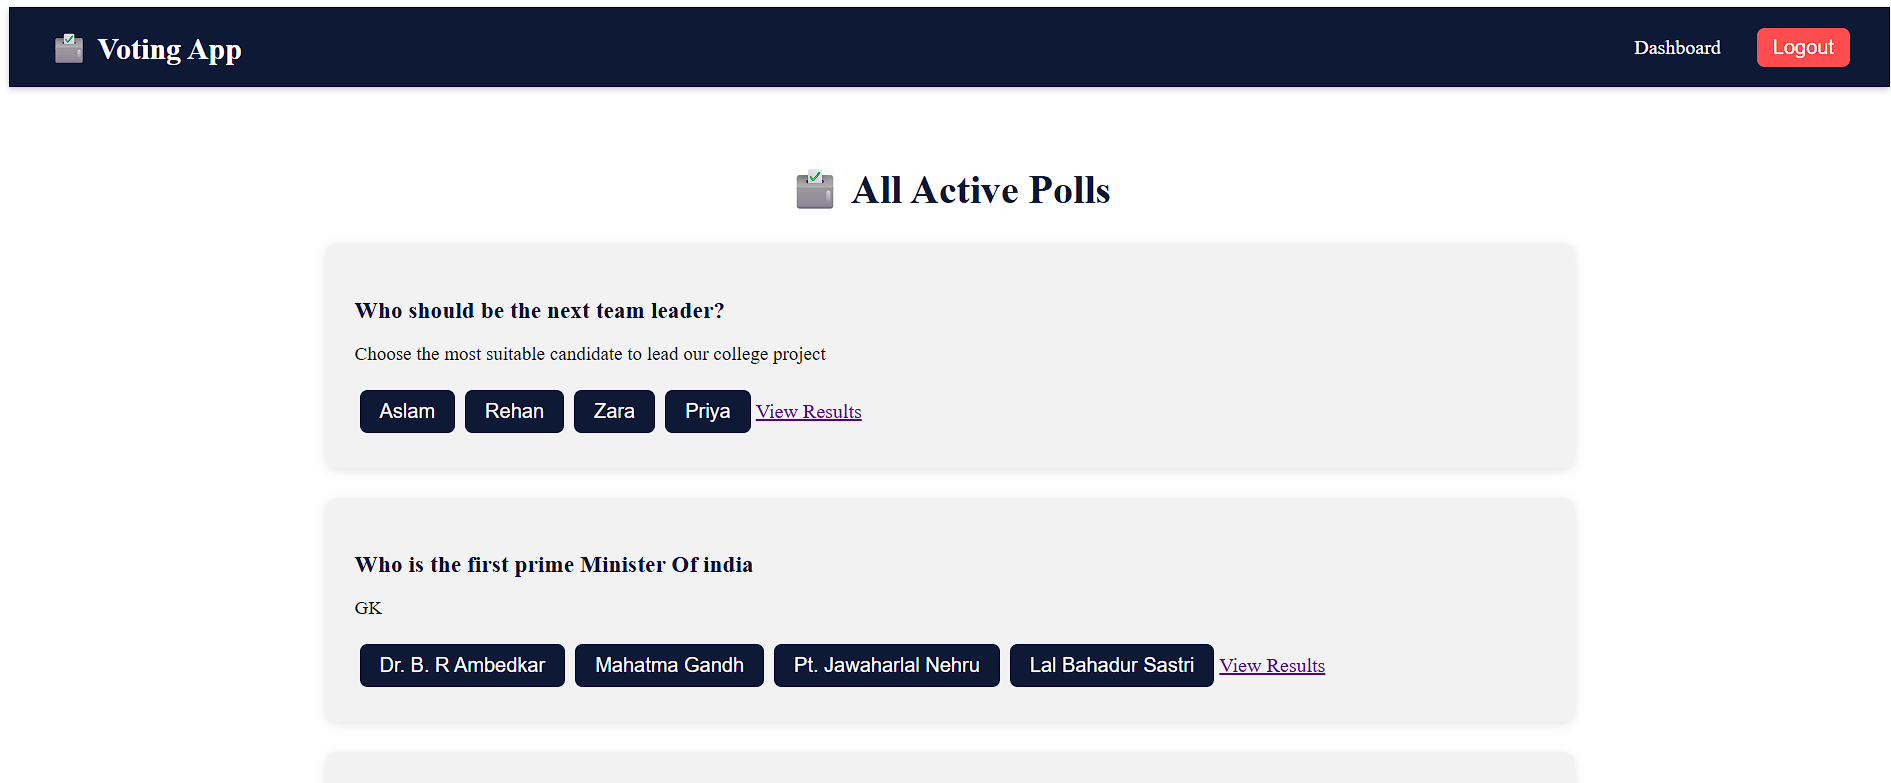 Voting App
Dashboard
Logout
All Active Polls
Who should be the next team leader?
Choose the most suitable candidate to lead our college project
Aslam Rehan Zara Priya View Results
Who is the first prime Minister Of india
GK
Dr. B. R Ambedkar Mahatma Gandh Pt. Jawaharlal Nehru Lal Bahadur Sastri View Results